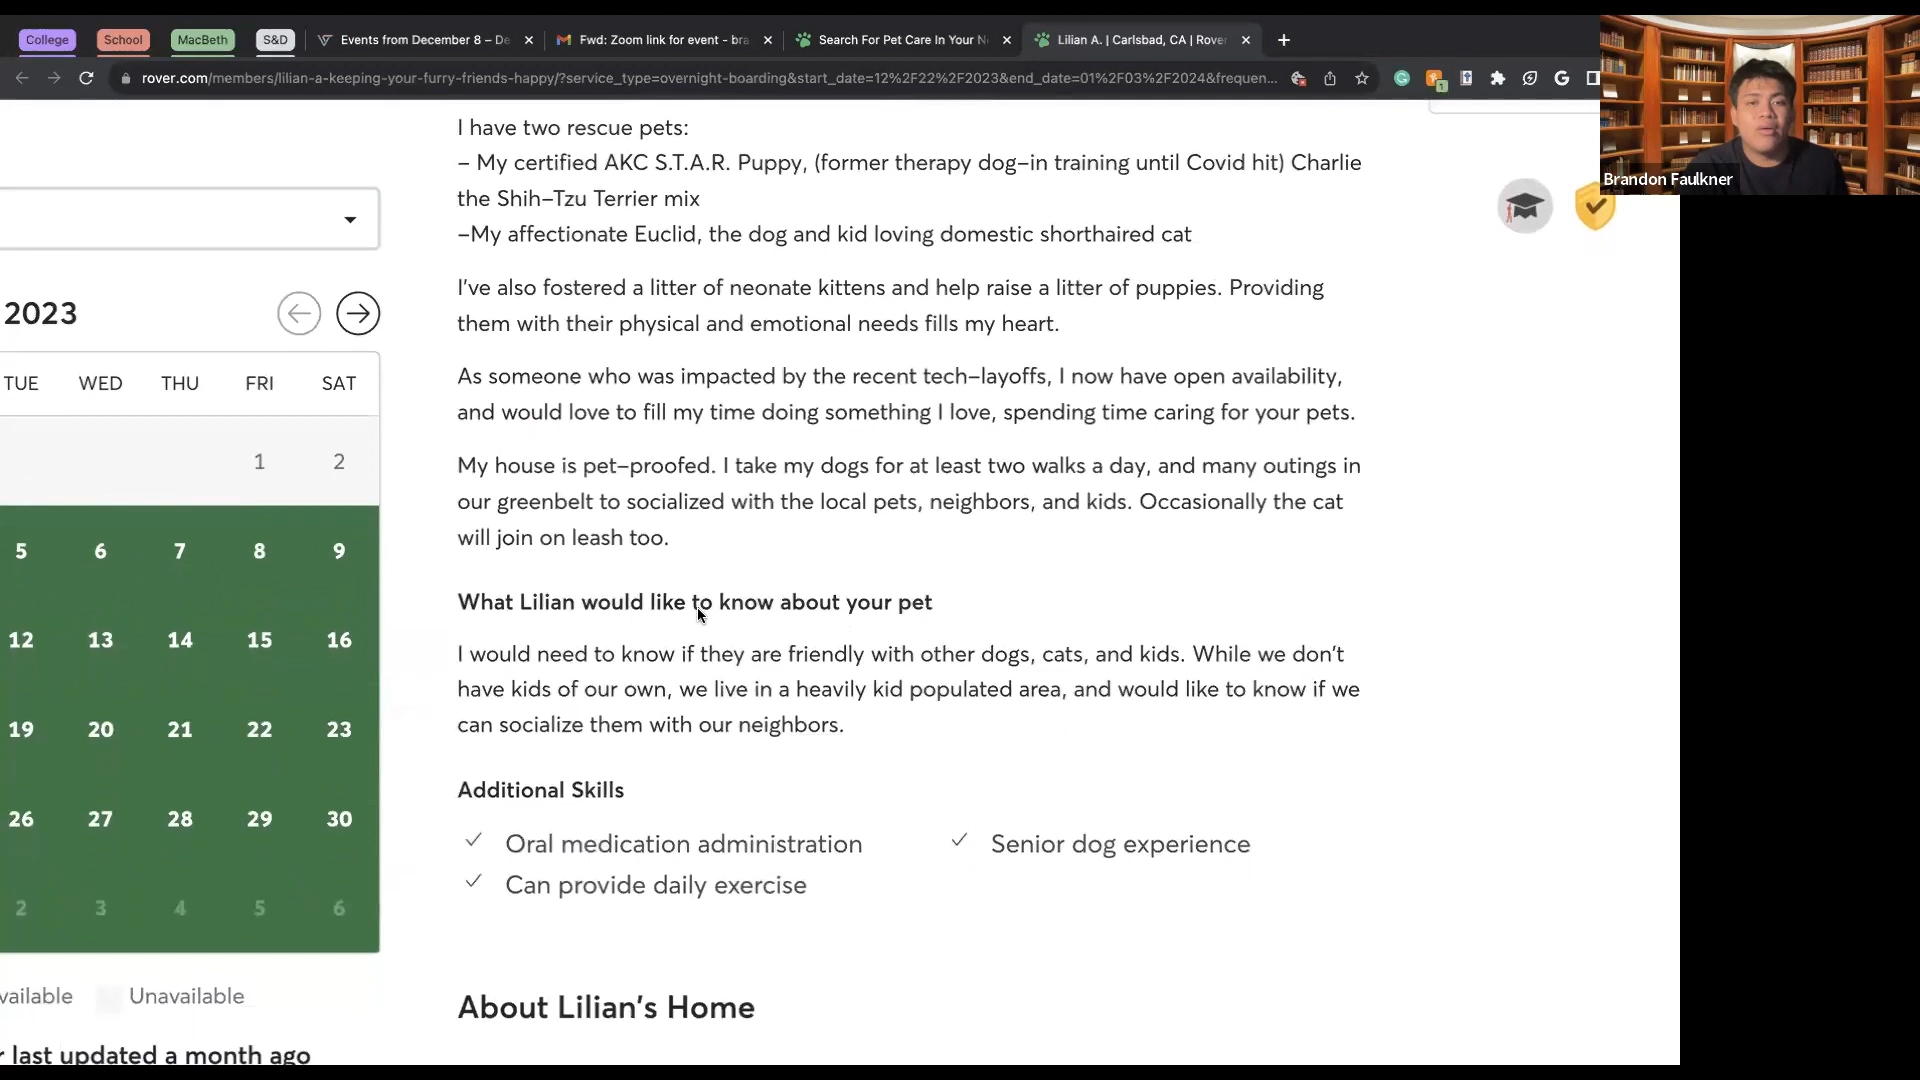 College
School
MacBeth
S&D
Events from December 8 – De
Fwd: Zoom link for event - bra
Search For Pet Care In Your N
Lilian A. | Carlsbad, CA | Rover
rover.com/members/lilian-a-keeping-your-furry-friends-happy/?service_type=overnight-boarding&start_date=12%2F22%2F2023&end_date=01%2F03%2F2024&frequen...
1
Brandon Faulkner
2023
TUE WED THU FRI SAT
1 2
5 6 7 8 9
12 13 14 15 16
19 20 21 22 23
26 27 28 29 30
2 3 4 5 6
vailable Unavailable
r last updated a month ago
I have two rescue pets:
– My certified AKC S.T.A.R. Puppy, (former therapy dog–in training until Covid hit) Charlie
the Shih–Tzu Terrier mix
–My affectionate Euclid, the dog and kid loving domestic shorthaired cat
I've also fostered a litter of neonate kittens and help raise a litter of puppies. Providing
them with their physical and emotional needs fills my heart.
As someone who was impacted by the recent tech–layoffs, I now have open availability,
and would love to fill my time doing something I love, spending time caring for your pets.
My house is pet–proofed. I take my dogs for at least two walks a day, and many outings in
our greenbelt to socialized with the local pets, neighbors, and kids. Occasionally the cat
will join on leash too.
What Lilian would like to know about your pet
I would need to know if they are friendly with other dogs, cats, and kids. While we don't
have kids of our own, we live in a heavily kid populated area, and would like to know if we
can socialize them with our neighbors.
Additional Skills
Oral medication administration
Senior dog experience
Can provide daily exercise
About Lilian's Home